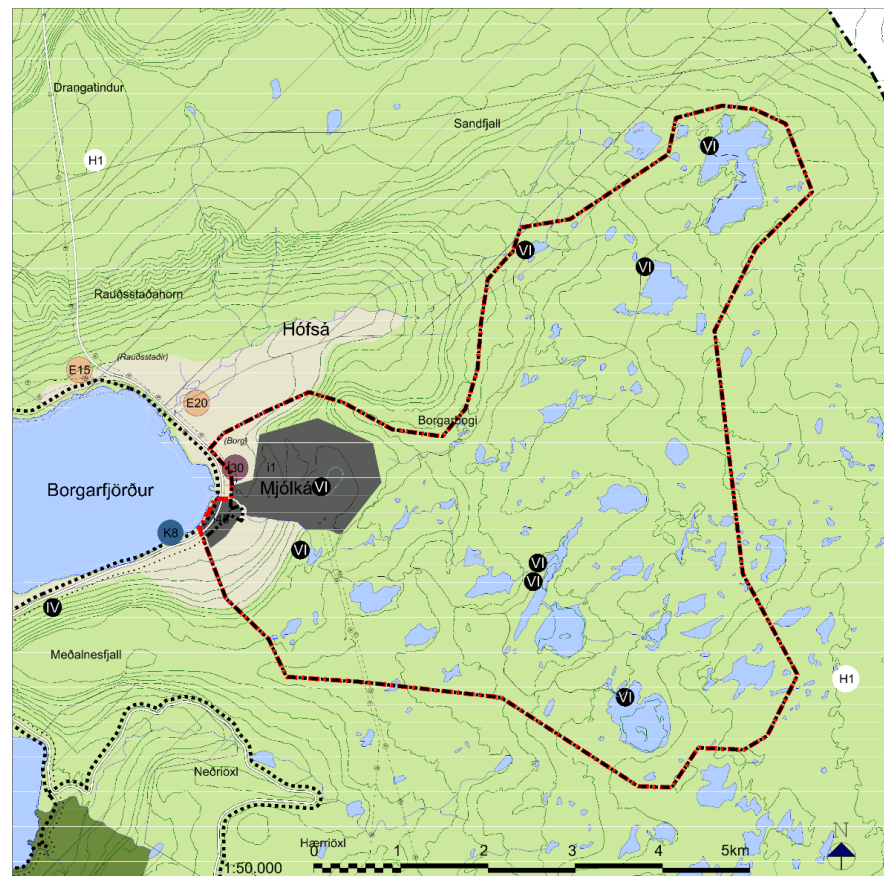 Drangatindur
Sandfjall
H1
VI
VI
VI
Rauðsstaðahorn
Hófsá
(Rauðsstaðir)
E15
E20
Borgarbogi
(Borg)
I30
i1
Mjólká
VI
Borgarfjörður
K8
VI
VI
VI
IV
Meðalnesfjall
H1
VI
Neðriöxl
Hærriöxl
N
1:50.000
0
1
2
3
4
5km